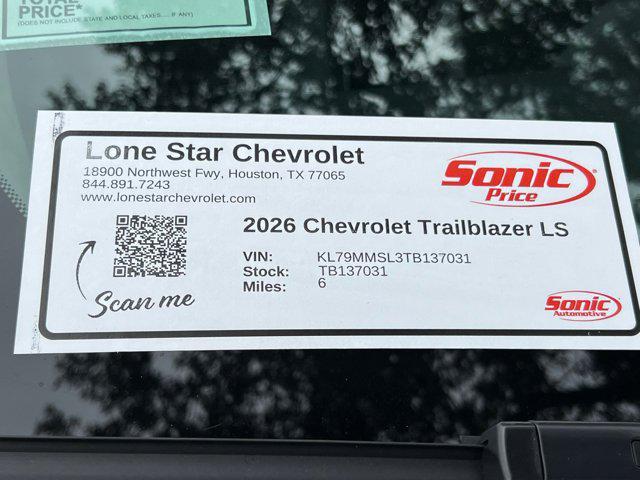 TOTAL
PRICE*
(DOES NOT INCLUDE STATE AND LOCAL TAXES..... IF ANY)
Lone Star Chevrolet
18900 Northwest Fwy, Houston, TX 77065
844.891.7243
www.lonestarchevrolet.com
Sonic
Price
2026 Chevrolet Trailblazer LS
VIN: KL79MMSL3TB137031
Stock: TB137031
Miles: 6
Scan me
Sonic
Automotive